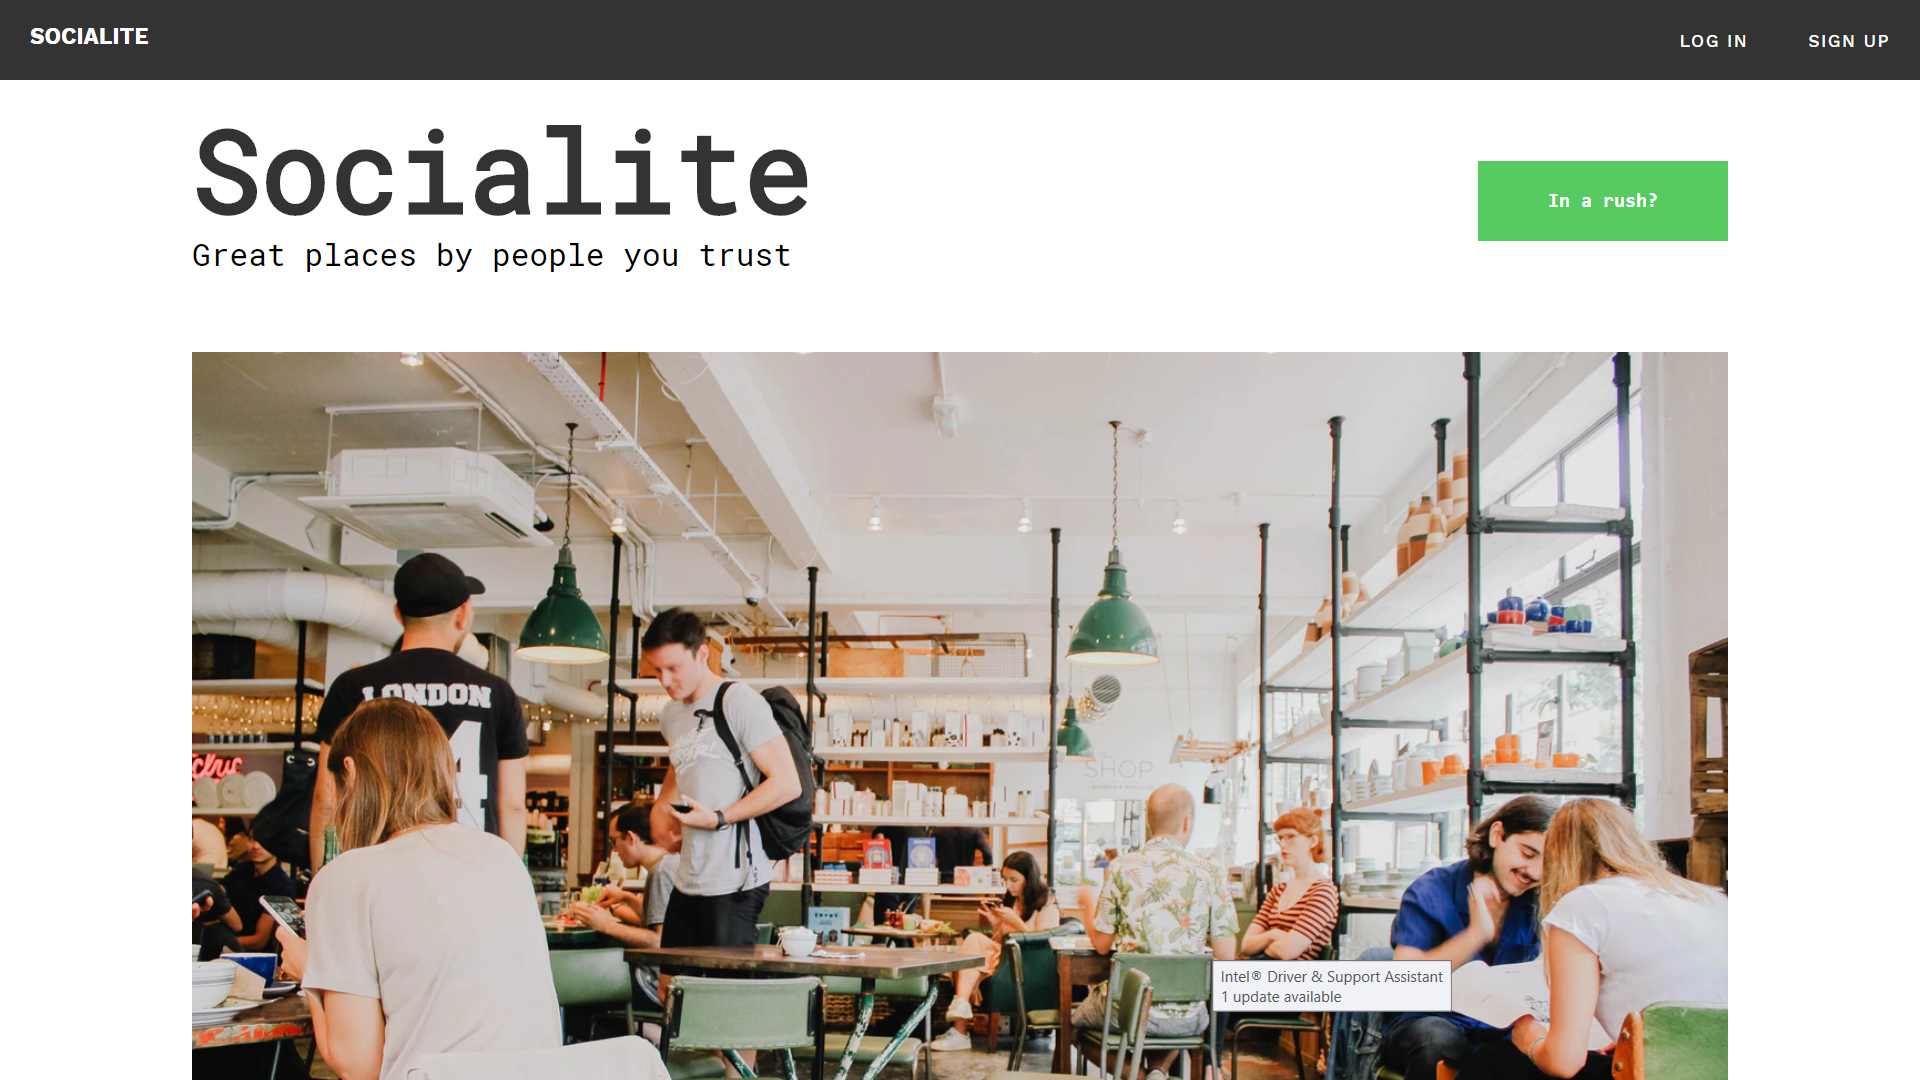 SOCIALITE
LOG IN
SIGN UP
Socialite
Great places by people you trust
In a rush?
LONDON
4
SHOP
Intel® Driver & Support Assistant
1 update available